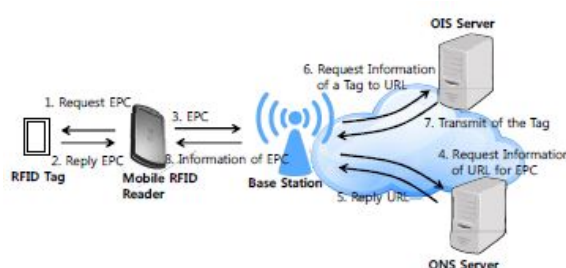 OIS Server
6. Request Information
of a Tag to URL
1. Request EPC
3. EPC
7. Transmit of the Tag
2. Reply EPC
8. Information of EPC
4. Request Information
of URL for EPC
RFID Tag
Mobile RFID
Reader
Base Station
5. Reply URL
ONS Server